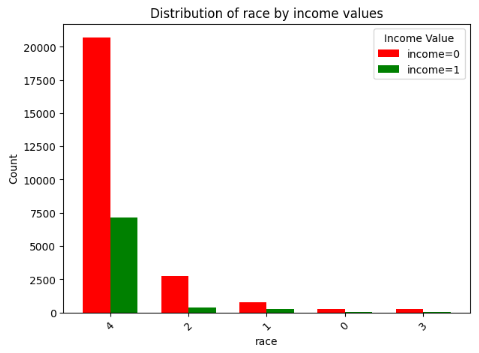 Distribution of race by income values
Income Value
income=0
income=1
20000
17500
15000
12500
10000
7500
5000
2500
0
Count
4
2
1
0
3
race